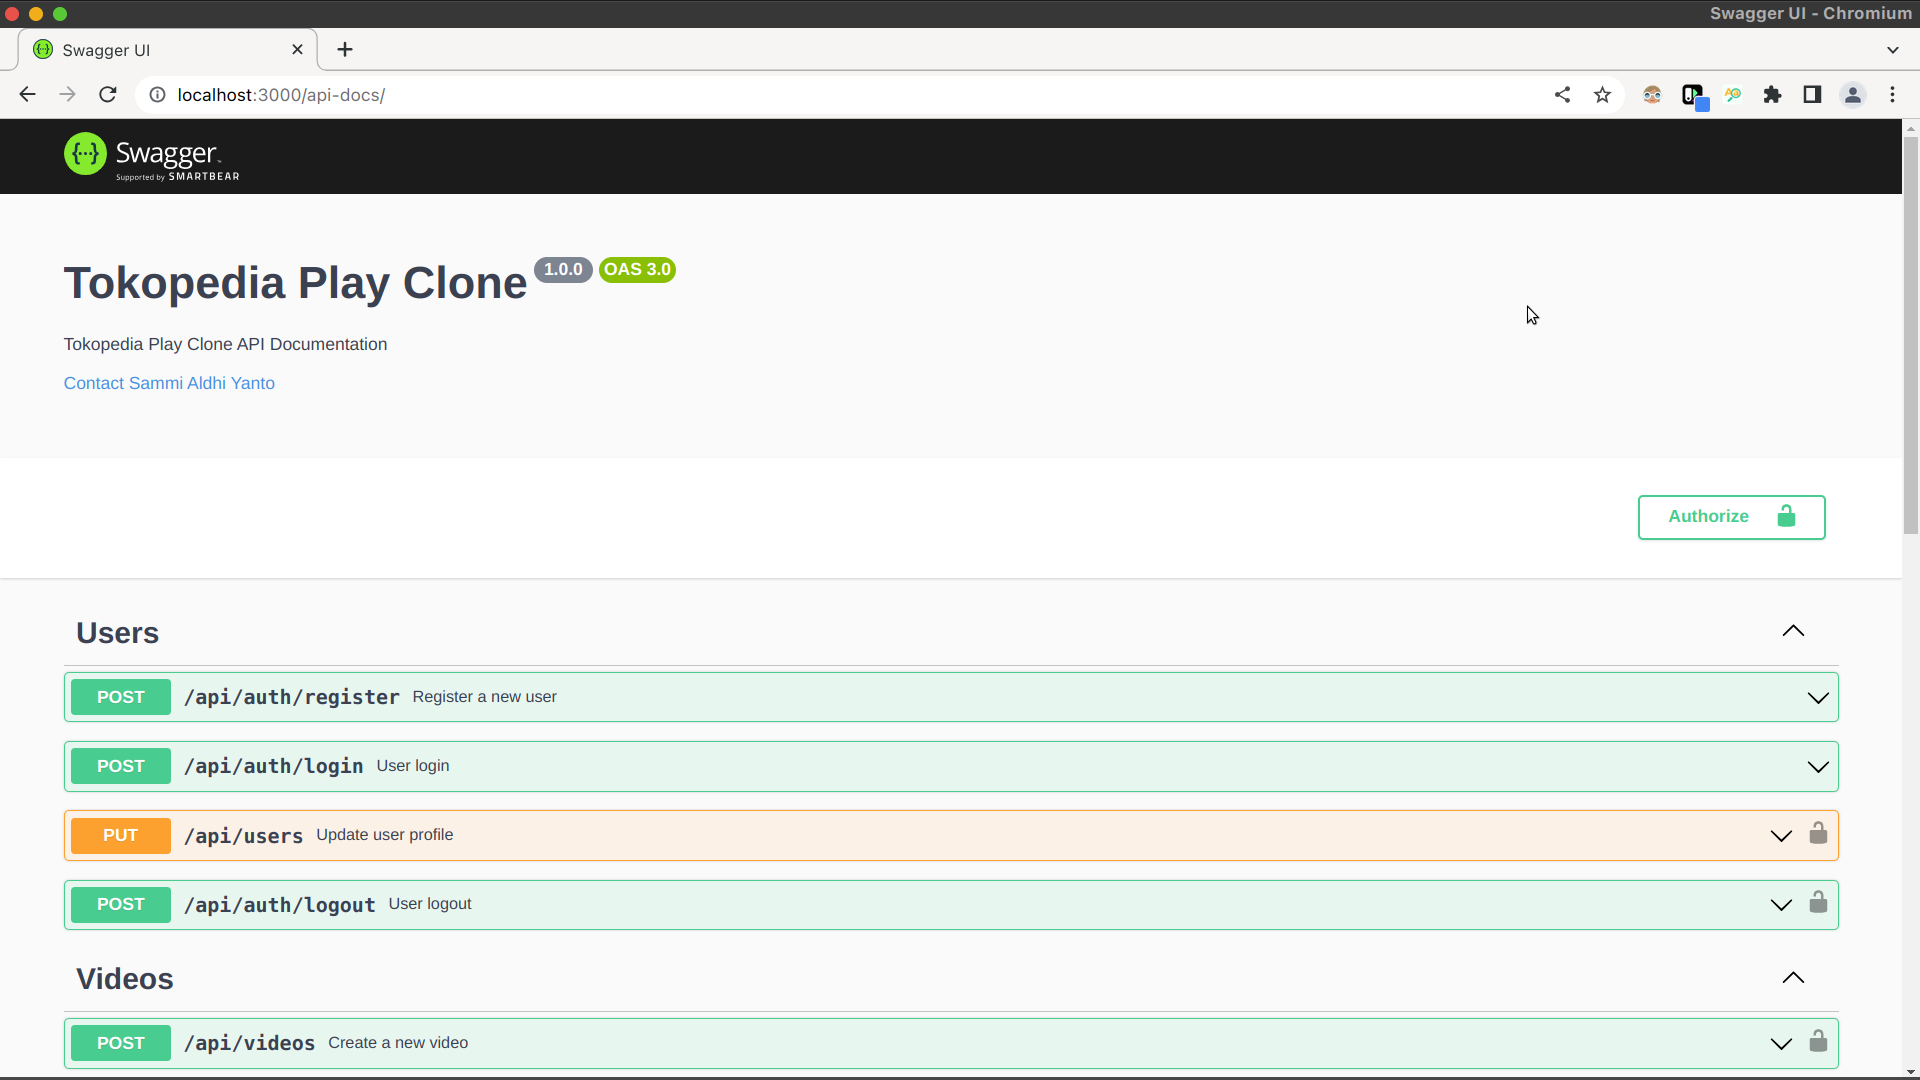 Swagger UI - Chromium
Swagger UI
localhost:3000/api-docs/
Swagger
Supported by SMARTBEAR
Tokopedia Play Clone 1.0.0 OAS 3.0
Tokopedia Play Clone API Documentation
Contact Sammi Aldhi Yanto
Authorize
Users
POST /api/auth/register Register a new user
POST /api/auth/login User login
PUT /api/users Update user profile
POST /api/auth/logout User logout
Videos
POST /api/videos Create a new video